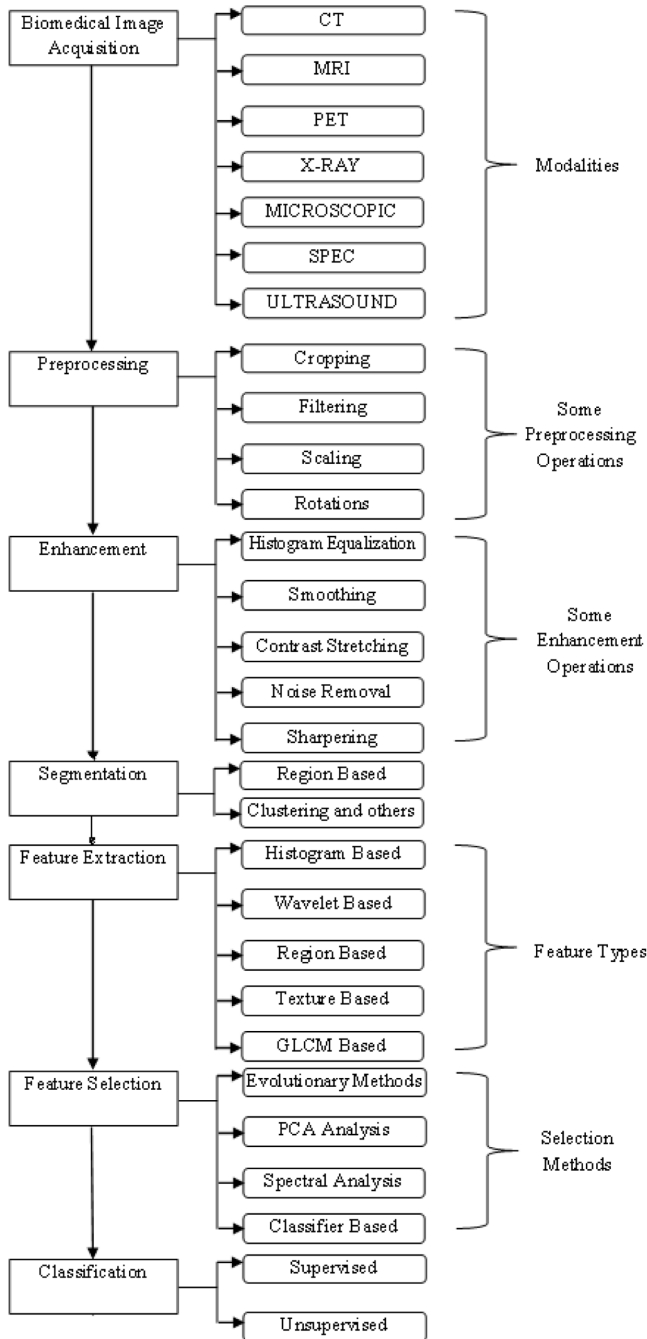 Biomedical Image
Acquisition
CT
MRI
PET
X-RAY
MICROSCOPIC
SPEC
ULTRASOUND
Modalities
Preprocessing
Cropping
Filtering
Scaling
Rotations
Some
Preprocessing
Operations
Enhancement
Histogram Equalization
Smoothing
Contrast Stretching
Noise Removal
Sharpening
Some
Enhancement
Operations
Segmentation
Region Based
Clustering and others
Feature Extraction
Histogram Based
Wavelet Based
Region Based
Texture Based
GLCM Based
Feature Types
Feature Selection
Evolutionary Methods
PCA Analysis
Spectral Analysis
Classifier Based
Selection
Methods
Classification
Supervised
Unsupervised